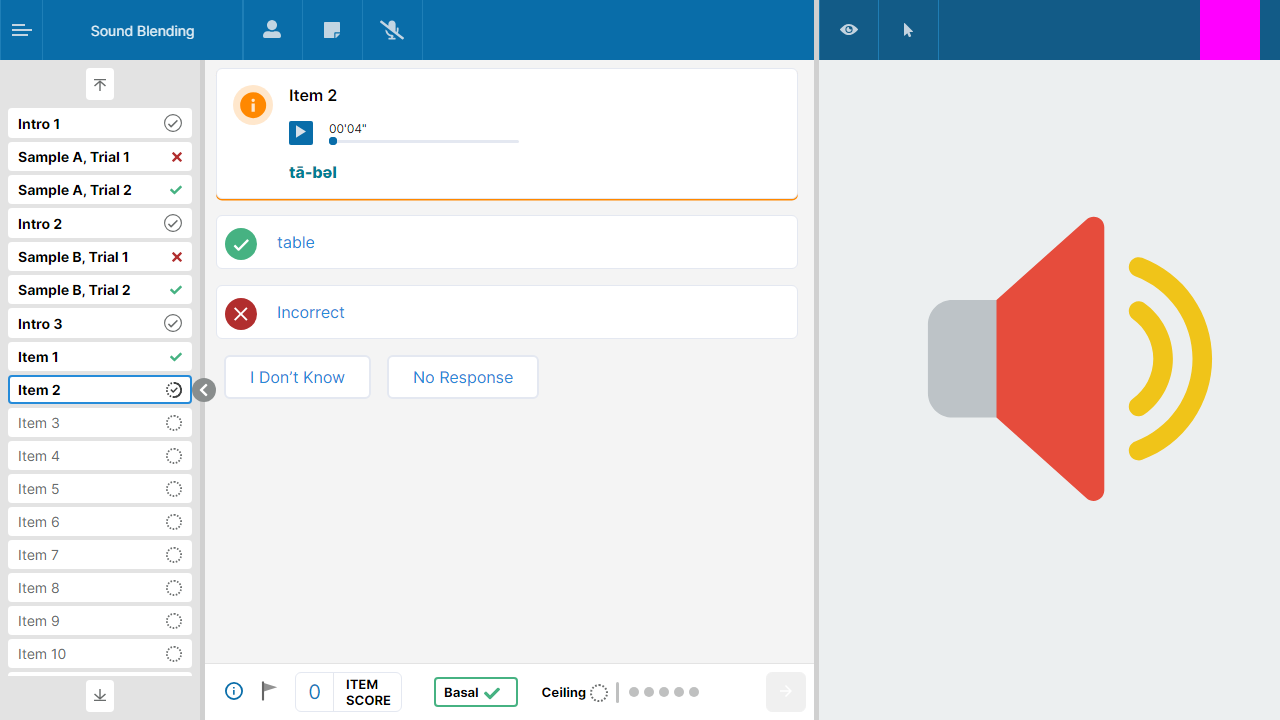 Sound Blending
Intro 1
Sample A, Trial 1
Sample A, Trial 2
Intro 2
Sample B, Trial 1
Sample B, Trial 2
Intro 3
Item 1
Item 2
Item 3
Item 4
Item 5
Item 6
Item 7
Item 8
Item 9
Item 10
Item 2
00'04"
tā-bəl
table
Incorrect
I Don’t Know
No Response
0
ITEM
SCORE
Basal
Ceiling